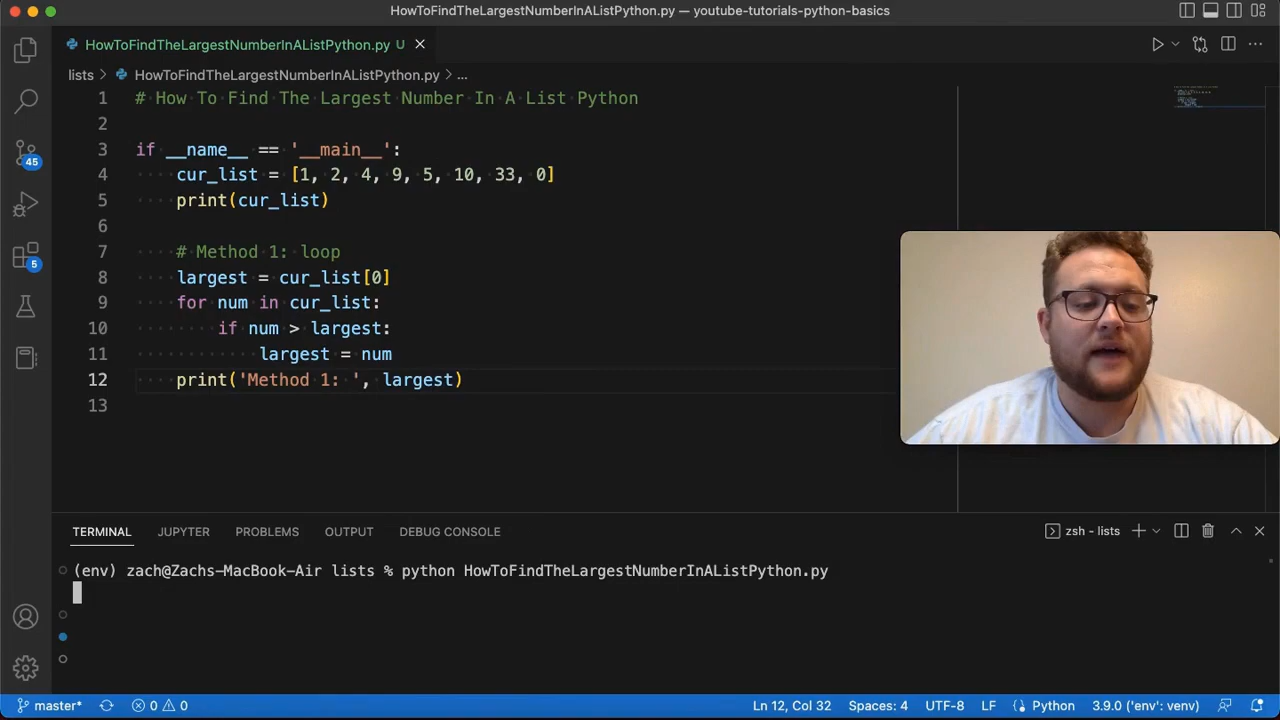 HowToFindTheLargestNumberInAListPython.py — youtube-tutorials-python-basics
HowToFindTheLargestNumberInAListPython.py U
lists > HowToFindTheLargestNumberInAListPython.py > ...
1 # How To Find The Largest Number In A List Python
2
3 if __name__ == '__main__':
4 cur_list = [1, 2, 4, 9, 5, 10, 33, 0]
5 print(cur_list)
6
7 # Method 1: loop
8 largest = cur_list[0]
9 for num in cur_list:
10 if num > largest:
11 largest = num
12 print('Method 1: ', largest)
13
45
5
TERMINAL JUPYTER PROBLEMS OUTPUT DEBUG CONSOLE zsh - lists
(env) zach@Zachs-MacBook-Air lists % python HowToFindTheLargestNumberInAListPython.py
master* 0 0 Ln 12, Col 32 Spaces: 4 UTF-8 LF Python 3.9.0 ('env': venv)